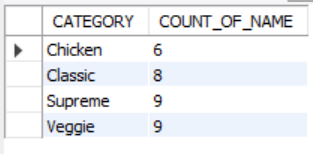 CATEGORY COUNT_OF_NAME
Chicken 6
Classic 8
Supreme 9
Veggie 9